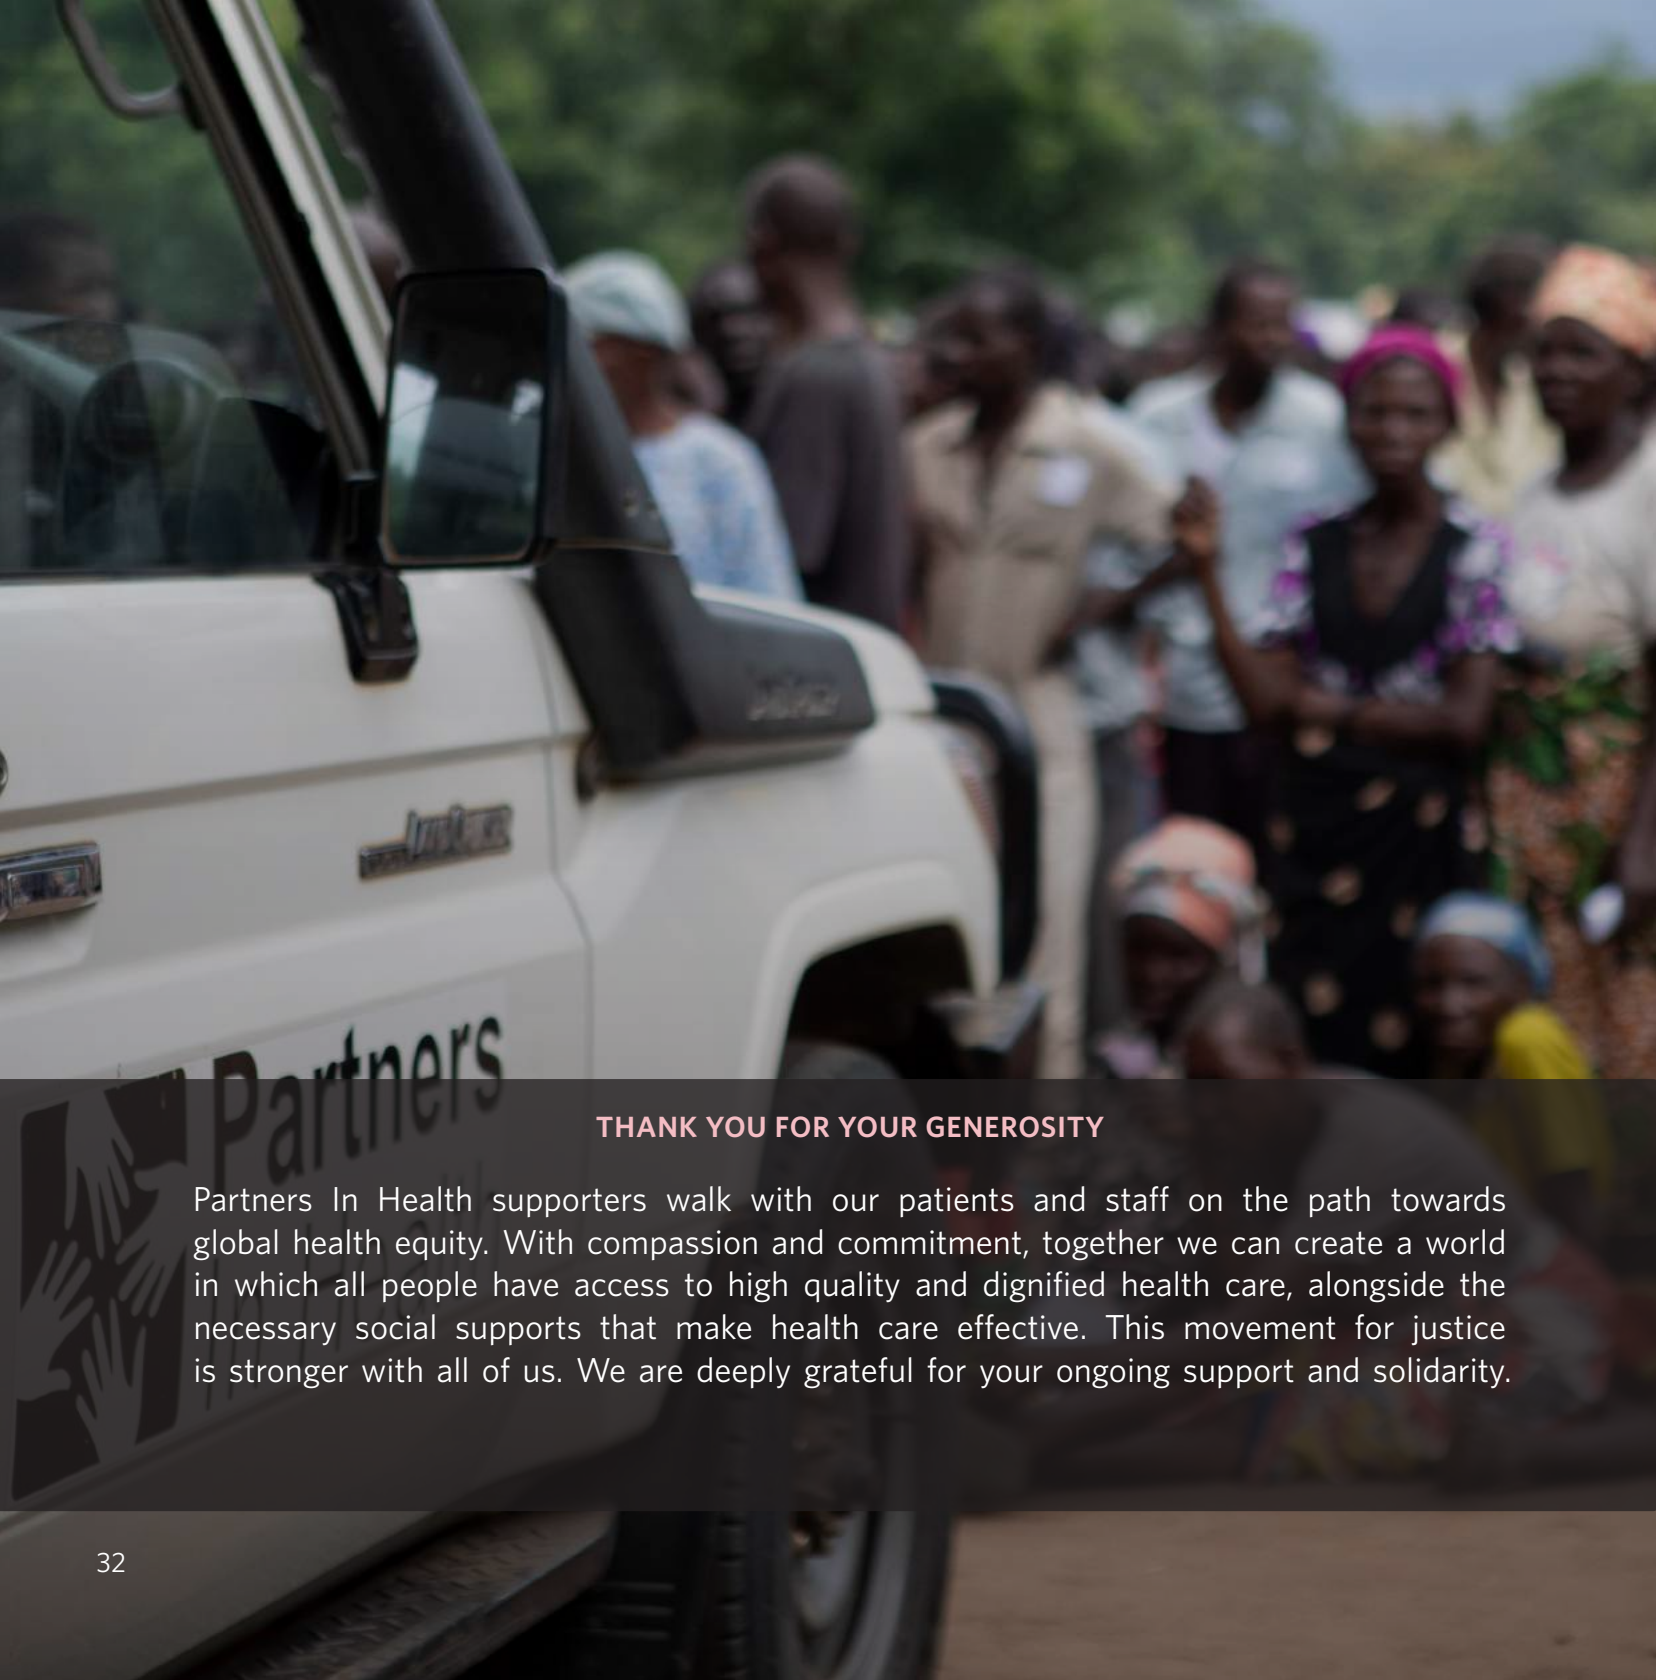 Partners
In Health
THANK YOU FOR YOUR GENEROSITY
Partners In Health supporters walk with our patients and staff on the path towards
global health equity. With compassion and commitment, together we can create a world
in which all people have access to high quality and dignified health care, alongside the
necessary social supports that make health care effective. This movement for justice
is stronger with all of us. We are deeply grateful for your ongoing support and solidarity.
32